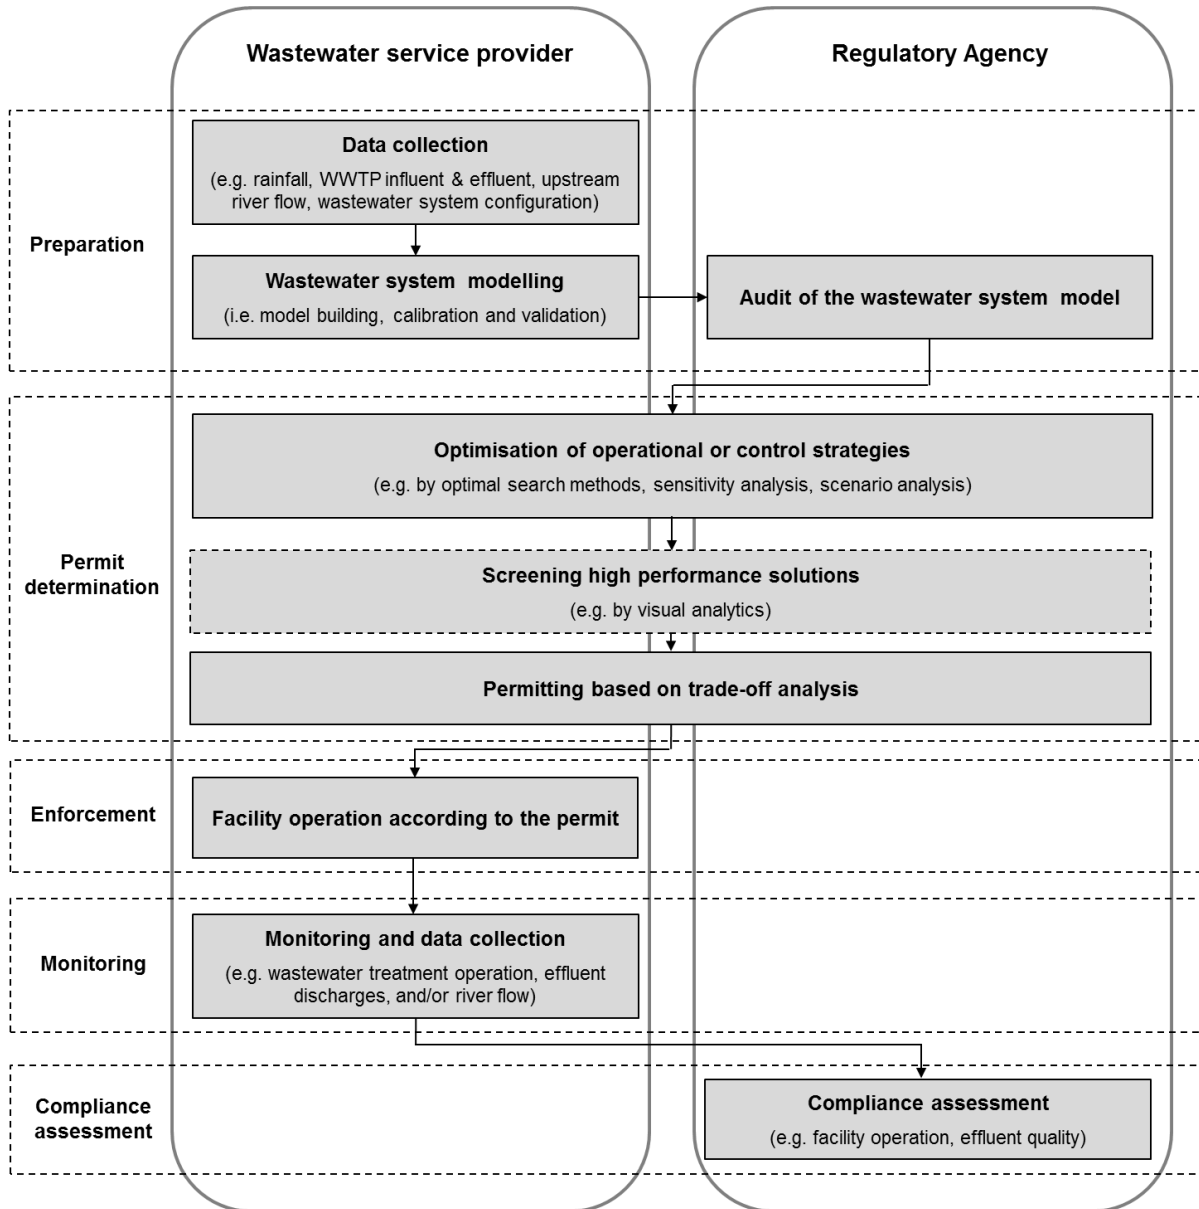 Wastewater service provider
Regulatory Agency
Preparation
Data collection
(e.g. rainfall, WWTP influent & effluent, upstream
river flow, wastewater system configuration)
Wastewater system modelling
(i.e. model building, calibration and validation)
Audit of the wastewater system model
Permit
determination
Optimisation of operational or control strategies
(e.g. by optimal search methods, sensitivity analysis, scenario analysis)
Screening high performance solutions
(e.g. by visual analytics)
Permitting based on trade-off analysis
Enforcement
Facility operation according to the permit
Monitoring
Monitoring and data collection
(e.g. wastewater treatment operation, effluent
discharges, and/or river flow)
Compliance
assessment
Compliance assessment
(e.g. facility operation, effluent quality)